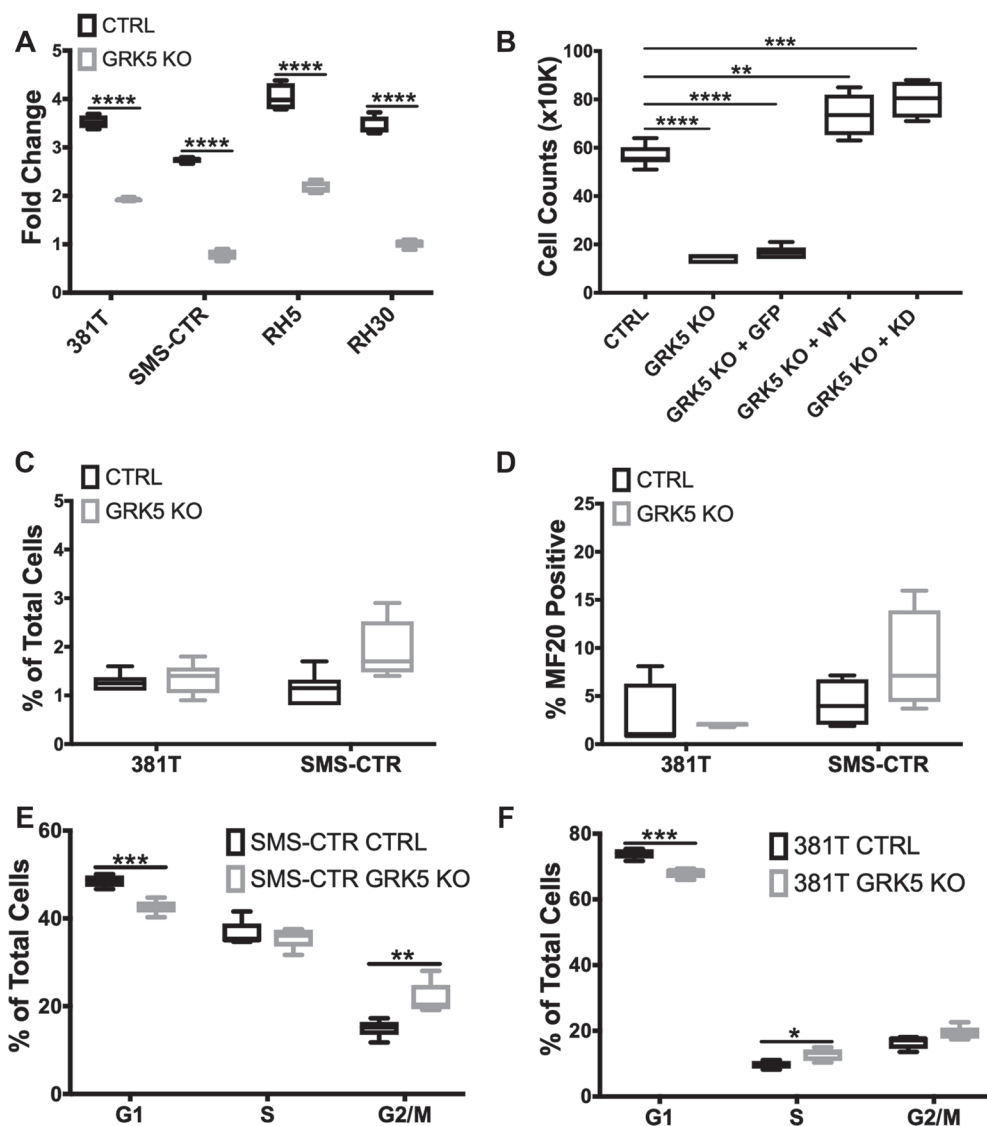 A
CTRL
GRK5 KO
Fold Change
5
4
3
2
1
0
****
****
****
****
381T
SMS-CTR
RH5
RH30
B
Cell Counts (x10K)
100
80
60
40
20
0
***
**
****
****
CTRL
GRK5 KO
GRK5 KO + GFP
GRK5 KO + WT
GRK5 KO + KD
C
CTRL
GRK5 KO
% of Total Cells
5
4
3
2
1
0
381T
SMS-CTR
D
CTRL
GRK5 KO
% MF20 Positive
25
20
15
10
5
0
381T
SMS-CTR
E
SMS-CTR CTRL
SMS-CTR GRK5 KO
% of Total Cells
60
40
20
0
***
**
G1
S
G2/M
F
381T CTRL
381T GRK5 KO
% of Total Cells
80
60
40
20
0
***
*
G1
S
G2/M